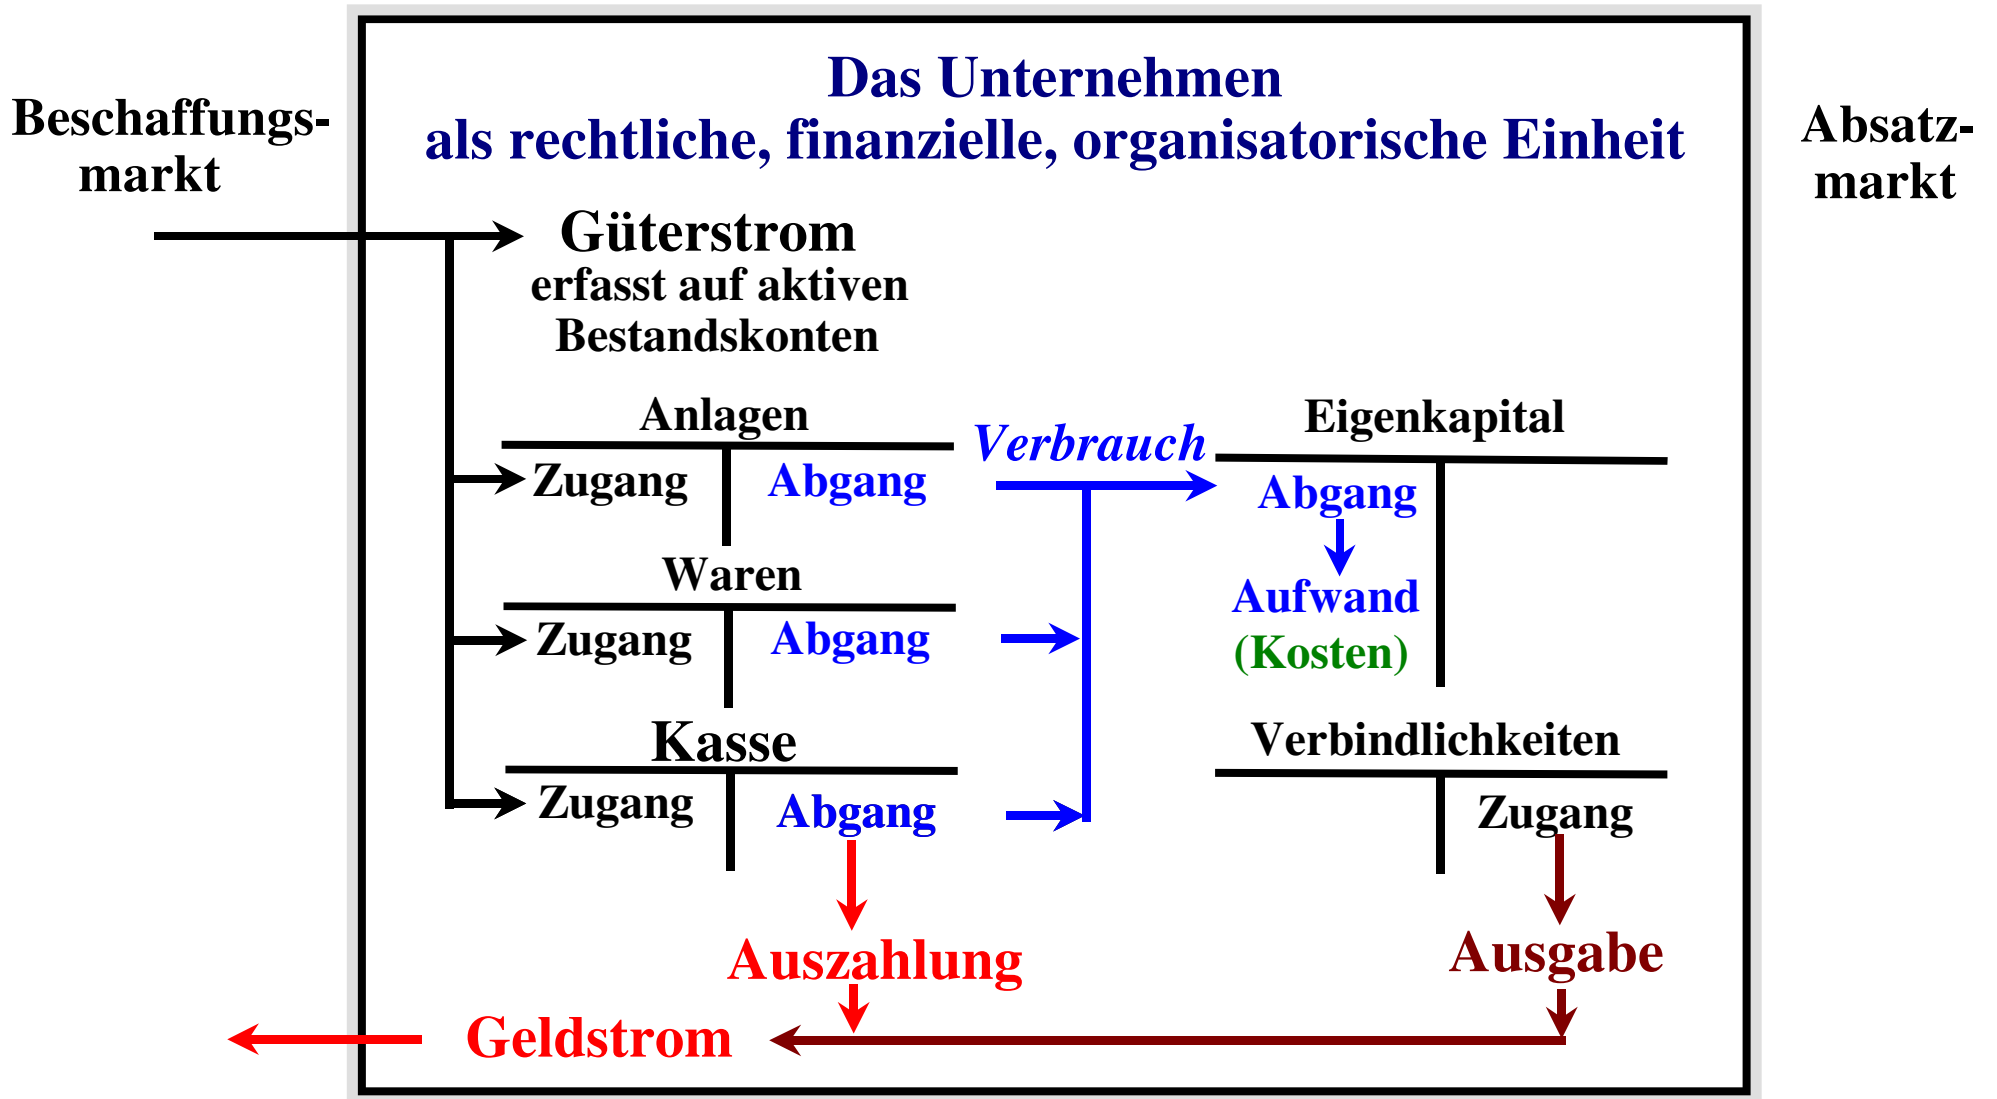 Das Unternehmen
als rechtliche, finanzielle, organisatorische Einheit
Beschaffungs-
markt
Absatz-
markt
Güterstrom
erfasst auf aktiven
Bestandskonten
Anlagen
Zugang Abgang
Verbrauch
Eigenkapital
Abgang
Aufwand
(Kosten)
Waren
Zugang Abgang
Kasse
Zugang Abgang
Verbindlichkeiten
Zugang
Auszahlung
Ausgabe
Geldstrom